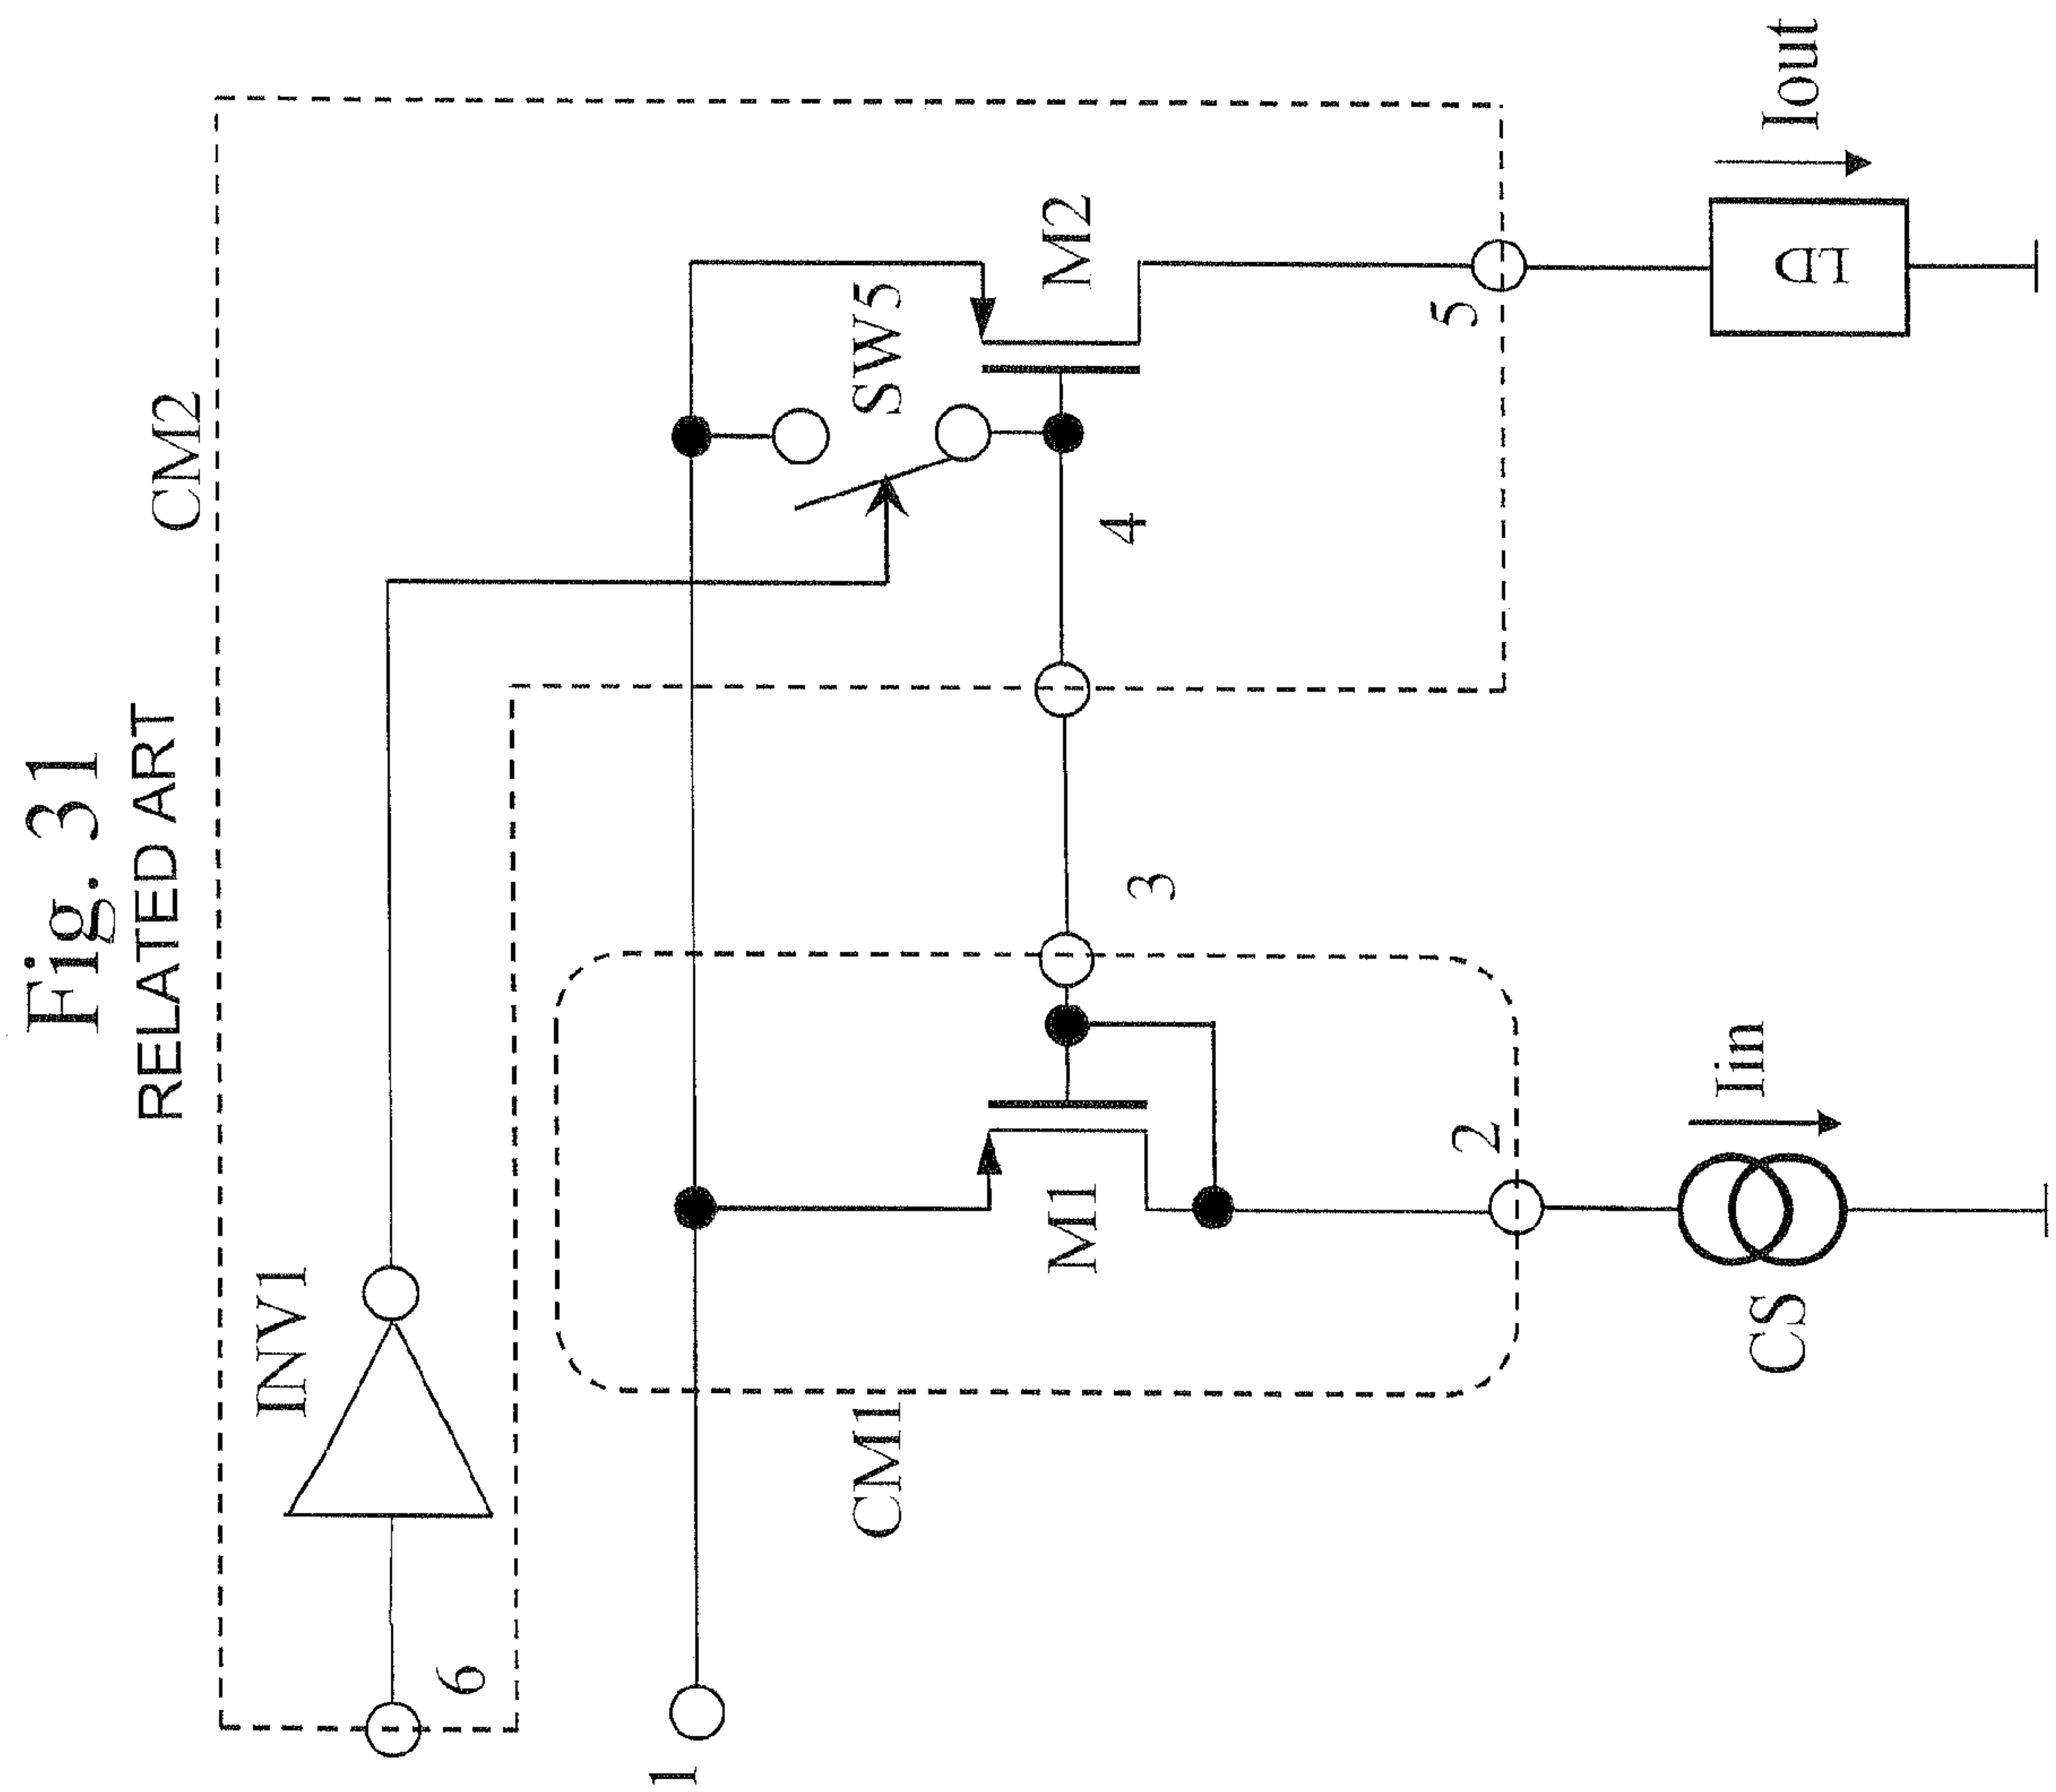 Fig. 31
RELATED ART
CM2
INV1
6
1
CM1
M1
SW5
M2
3
4
2
5
CS
Iin
LD
Iout